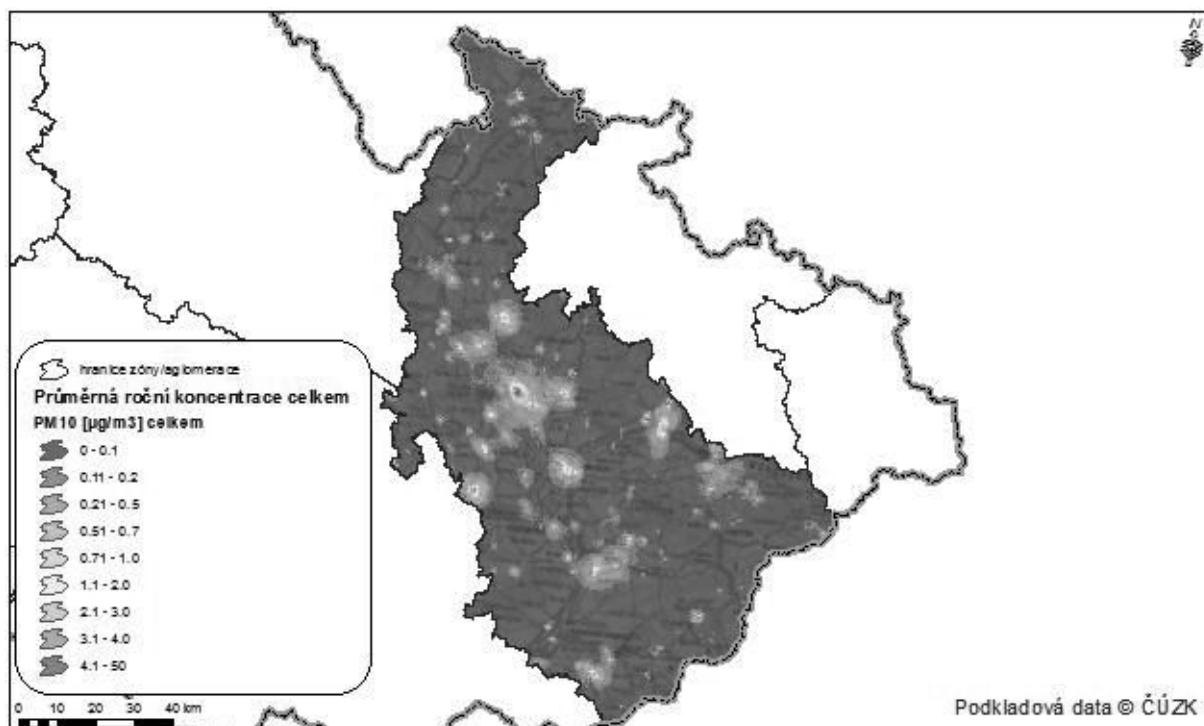 N
hranice zóny/aglomerace
Průměrná roční koncentrace celkem
PM10 [µg/m3] celkem
0 - 0.1
0.11 - 0.2
0.21 - 0.5
0.51 - 0.7
0.71 - 1.0
1.1 - 2.0
2.1 - 3.0
3.1 - 4.0
4.1 - 50
0 10 20 30 40 km
Podkladová data © ČÚZK